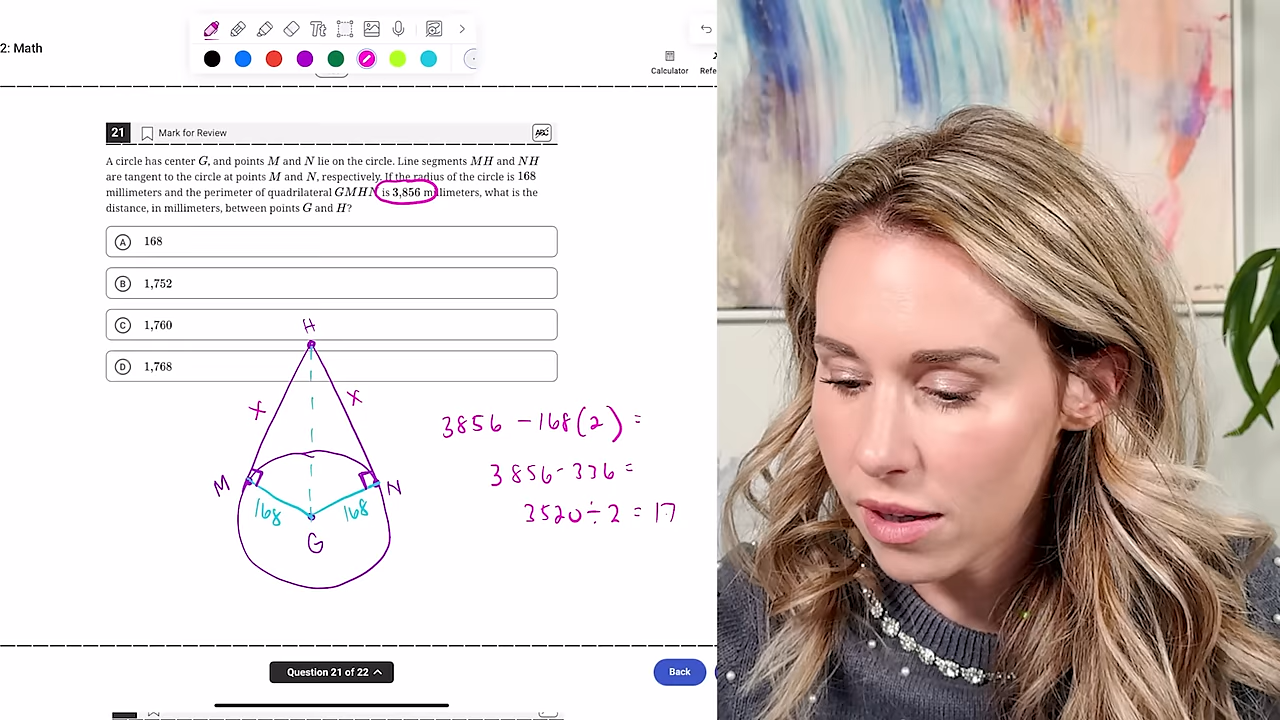 2: Math
Tt
Calculator
Refe
21
Mark for Review
ABC
A circle has center G, and points M and N lie on the circle. Line segments MH and NH
are tangent to the circle at points M and N, respectively. If the radius of the circle is 168
millimeters and the perimeter of quadrilateral GMHN is 3,856 millimeters, what is the
distance, in millimeters, between points G and H?
A 168
B 1,752
C 1,760
D 1,768
H
x x
M N
168 168
G
3856 - 168(2) =
3856 - 336 =
3520 ÷ 2 = 17
Question 21 of 22
Back